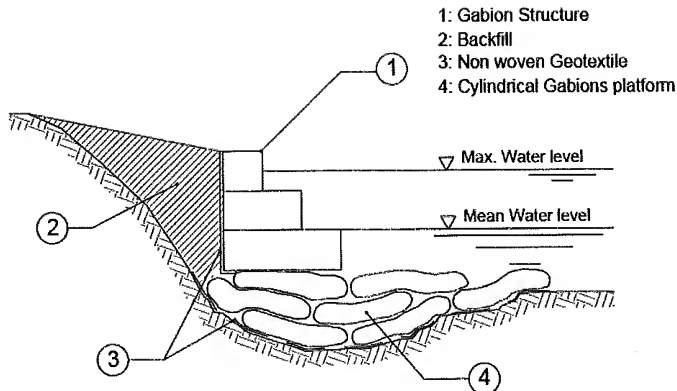 1: Gabion Structure
2: Backfill
3: Non woven Geotextile
4: Cylindrical Gabions platform
1
Max. Water level
2
Mean Water level
3
4